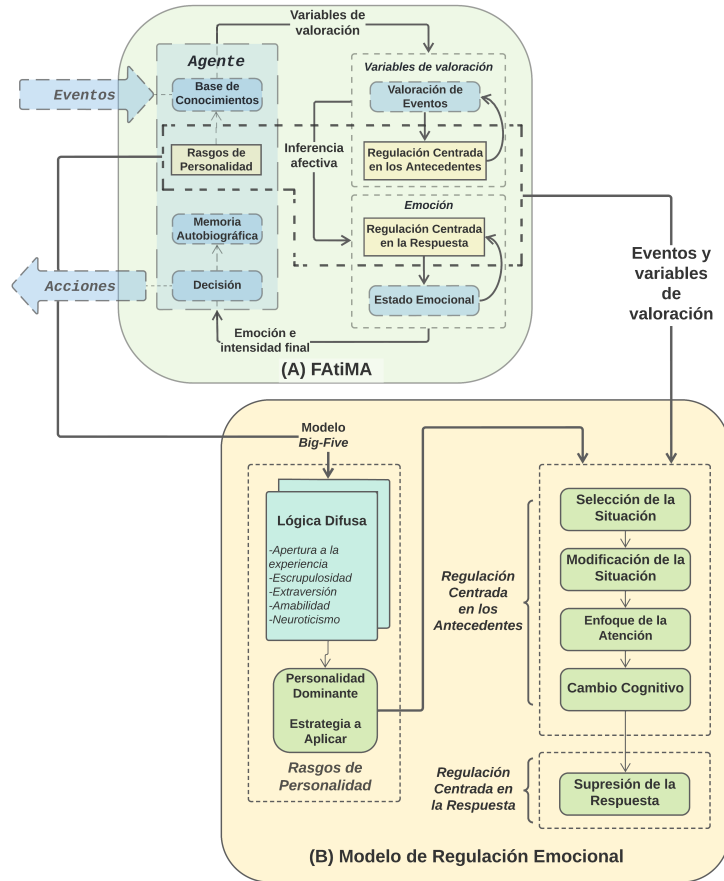 Variables de
valoración
Agente
Variables de valoración
Eventos
Base de
Conocimientos
Valoración de
Eventos
Inferencia
afectiva
Rasgos de
Personalidad
Regulación Centrada
en los Antecedentes
Emoción
Memoria
Autobiográfica
Regulación Centrada
en la Respuesta
Acciones
Decisión
Estado Emocional
Eventos y
variables
de
valoración
Emoción e
intensidad final
(A) FAtiMA
Modelo
Big-Five
Lógica Difusa
-Apertura a la
experiencia
-Escrupulosidad
-Extraversión
-Amabilidad
-Neuroticismo
Personalidad
Dominante
Estrategia a
Aplicar
Rasgos de
Personalidad
Regulación
Centrada
en los
Antecedentes
Selección de la
Situación
Modificación de la
Situación
Enfoque de la
Atención
Cambio Cognitivo
Regulación
Centrada en
la Respuesta
Supresión de la
Respuesta
(B) Modelo de Regulación Emocional